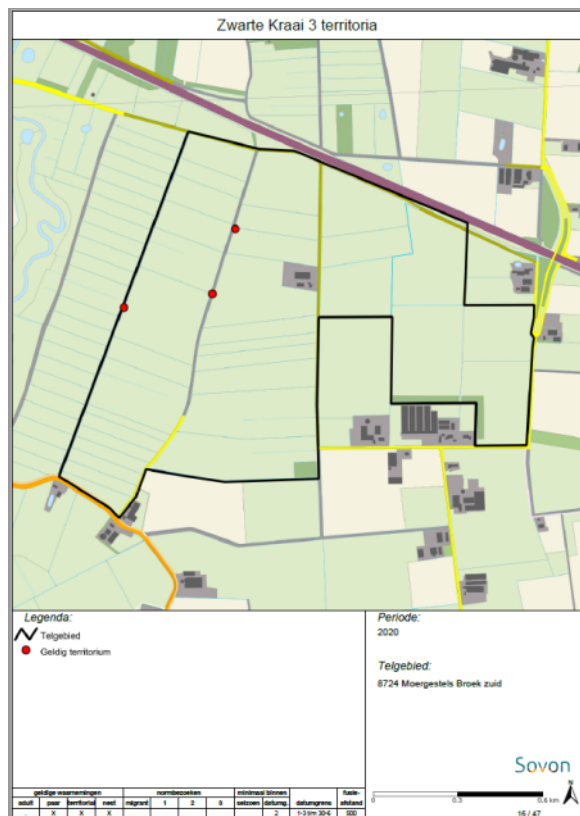 Zwarte Kraai 3 territoria
Legenda:
Telgebied
Geldig territorium
Periode:
2020
Telgebied:
8724 Moergestels Broek zuid
Sovon
0 0,3 0,6 km
N
16 / 47
geldige waarnemingen normbezoeken minimaal binnen fusie-
adult paar territoriaal nest migrant 1 2 3 seizoen datumg. datumgrens afstand
. X X X 2 1-3 t/m 30-6 500